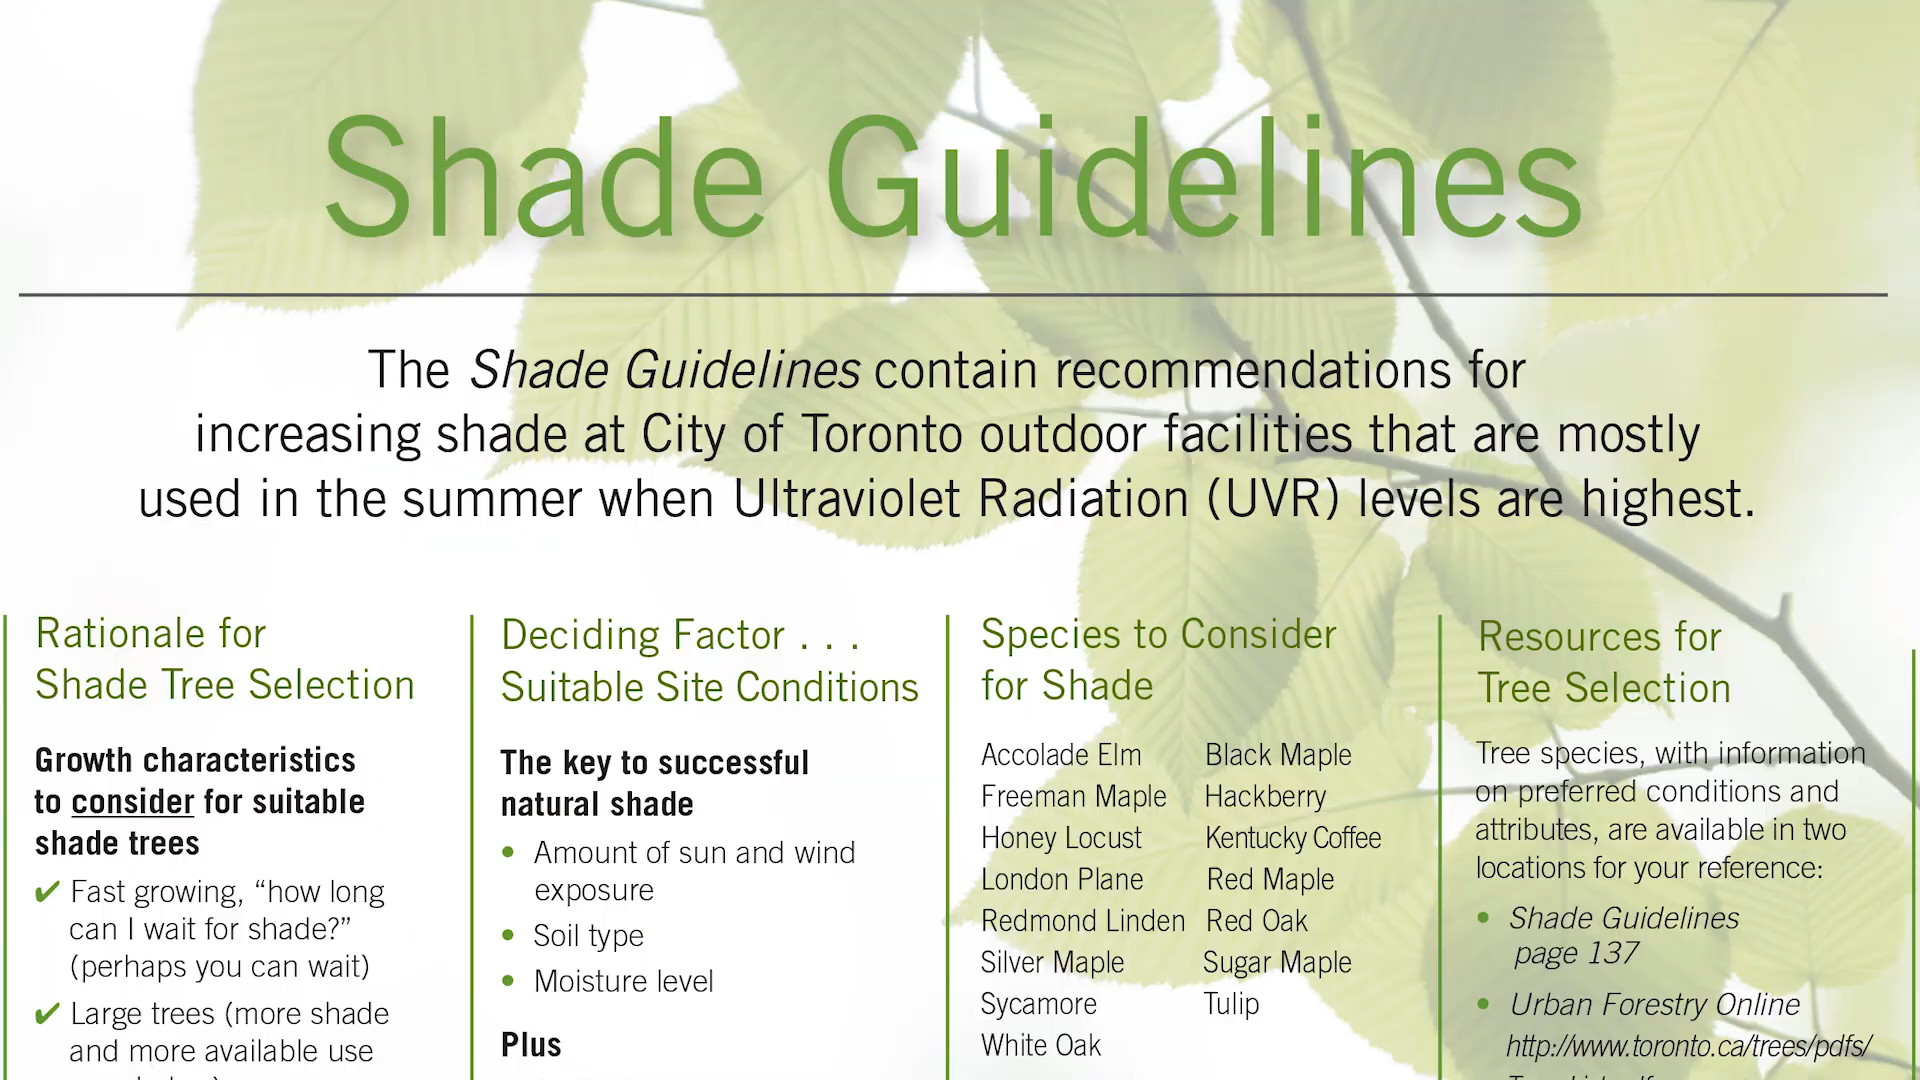 Shade Guidelines
The Shade Guidelines contain recommendations for
increasing shade at City of Toronto outdoor facilities that are mostly
used in the summer when Ultraviolet Radiation (UVR) levels are highest.
Rationale for
Shade Tree Selection
Growth characteristics
to consider for suitable
shade trees
✔ Fast growing, “how long
can I wait for shade?”
(perhaps you can wait)
✔ Large trees (more shade
and more available use
Deciding Factor . . .
Suitable Site Conditions
The key to successful
natural shade
• Amount of sun and wind
exposure
• Soil type
• Moisture level
Plus
Species to Consider
for Shade
Accolade Elm
Freeman Maple
Honey Locust
London Plane
Redmond Linden
Silver Maple
Sycamore
White Oak
Black Maple
Hackberry
Kentucky Coffee
Red Maple
Red Oak
Sugar Maple
Tulip
Resources for
Tree Selection
Tree species, with information
on preferred conditions and
attributes, are available in two
locations for your reference:
• Shade Guidelines
page 137
• Urban Forestry Online
http://www.toronto.ca/trees/pdfs/